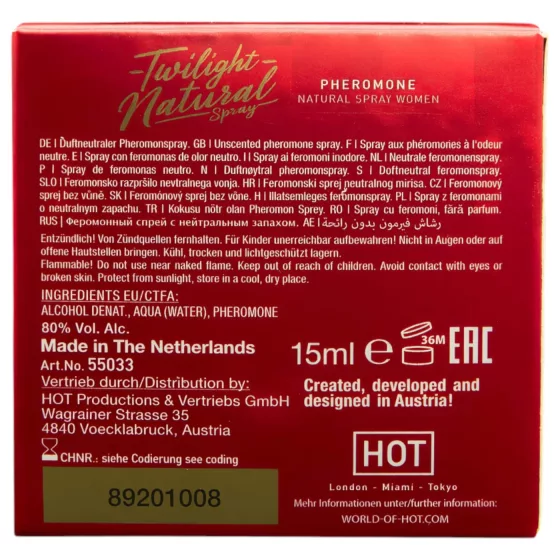 -Twilight-
Natural
Spray
PHEROMONE
NATURAL SPRAY WOMEN
DE | Duftneutraler Pheromonspray. GB | Unscented pheromone spray. F | Spray aux phéromones à l'odeur
neutre. E | Spray con feromonas de olor neutro. I | Spray ai feromoni inodore. NL | Neutrale feromonenspray.
P | Spray de feromonas neutro. N | Duftnøytral pheromonspray. S | Doftneutral feromonspray.
SLO | Feromonsko razpršilo nevtralnega vonja. HR | Feromonski sprej neutralnog mirisa. CZ | Feromonový
sprej bez vůně. SK | Feromónový sprej bez vône. H | Illatsemleges feromonspray. PL | Spray z feromonami
o neutralnym zapachu. TR | Kokusu nötr olan Pheromon Sprey. RO | Spray cu feromoni, fără parfum.
RUS | Феромонный спрей с нейтральным запахом. AE | رشاش فيرمون بدون رائحة
Entzündlich! Von Zündquellen fernhalten. Für Kinder unerreichbar aufbewahren! Nicht in Augen oder auf
offene Hautstellen bringen. Kühl, trocken und lichtgeschützt lagern.
Flammable! Do not use near naked flame. Keep out of reach of children. Avoid contact with eyes or
broken skin. Protect from sunlight, store in a cool, dry place.
INGREDIENTS EU/CTFA:
ALCOHOL DENAT., AQUA (WATER), PHEROMONE
80% Vol. Alc.
Made in The Netherlands
Art.No. 55033
Vertrieb durch/Distribution by:
HOT Productions & Vertriebs GmbH
Wagrainer Strasse 35
4840 Voecklabruck, Austria
CHNR.: siehe Codierung see coding
89201008
15ml e 36M EAC
Created, developed and
designed in Austria!
HOT
London - Miami - Tokyo
Mehr Informationen unter/further information:
WORLD-OF-HOT.COM